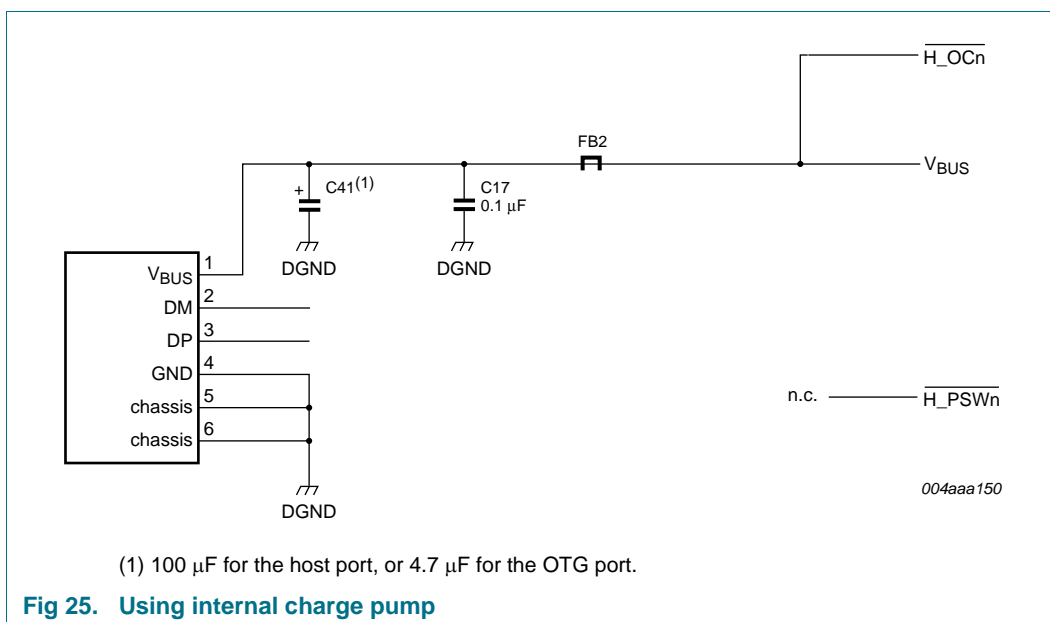 H_OCn
FB2
VBUS
+ C41(1)
C17
0.1 μF
DGND
DGND
VBUS 1
DM 2
DP 3
GND 4
chassis 5
chassis 6
DGND
n.c.
H_PSWn
004aaa150
(1) 100 μF for the host port, or 4.7 μF for the OTG port.
Fig 25. Using internal charge pump